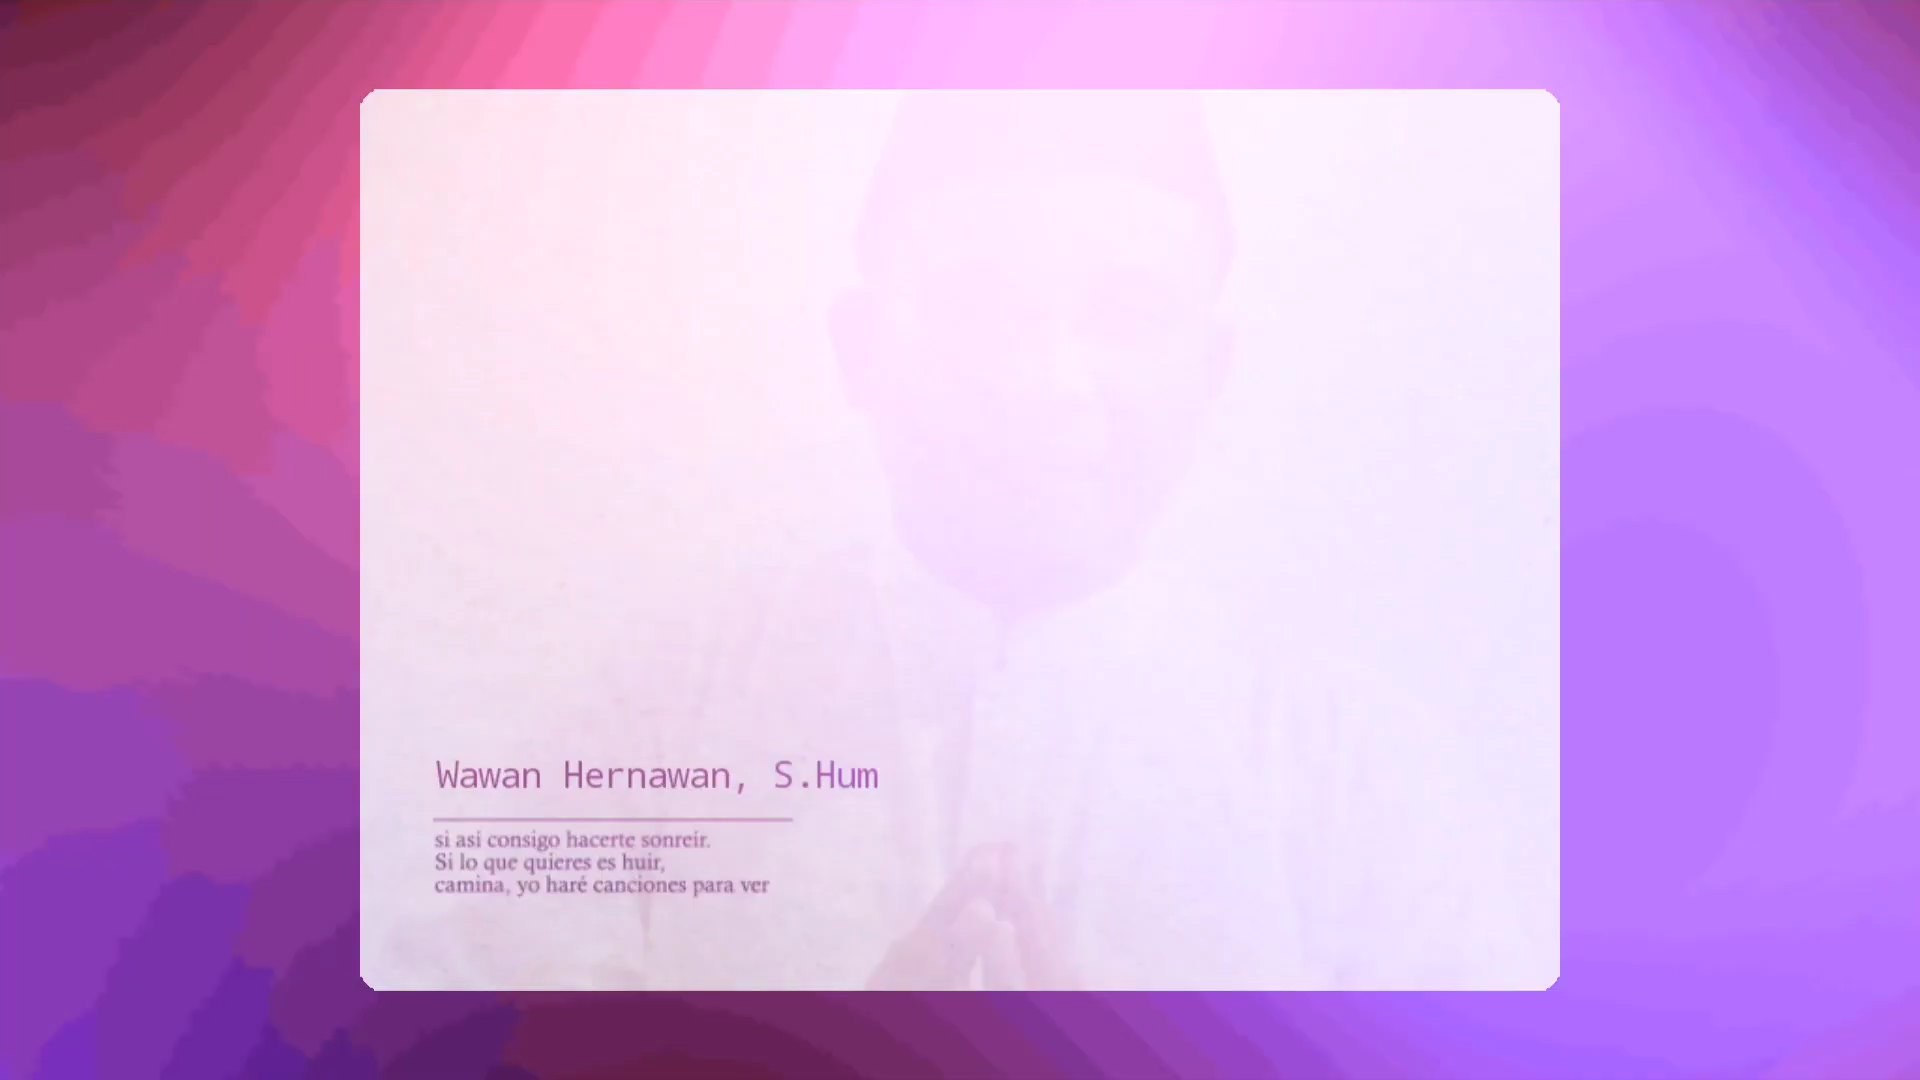 Wawan Hernawan, S.Hum
si asi consigo hacerte sonreír.
Si lo que quieres es huir,
camina, yo haré canciones para ver